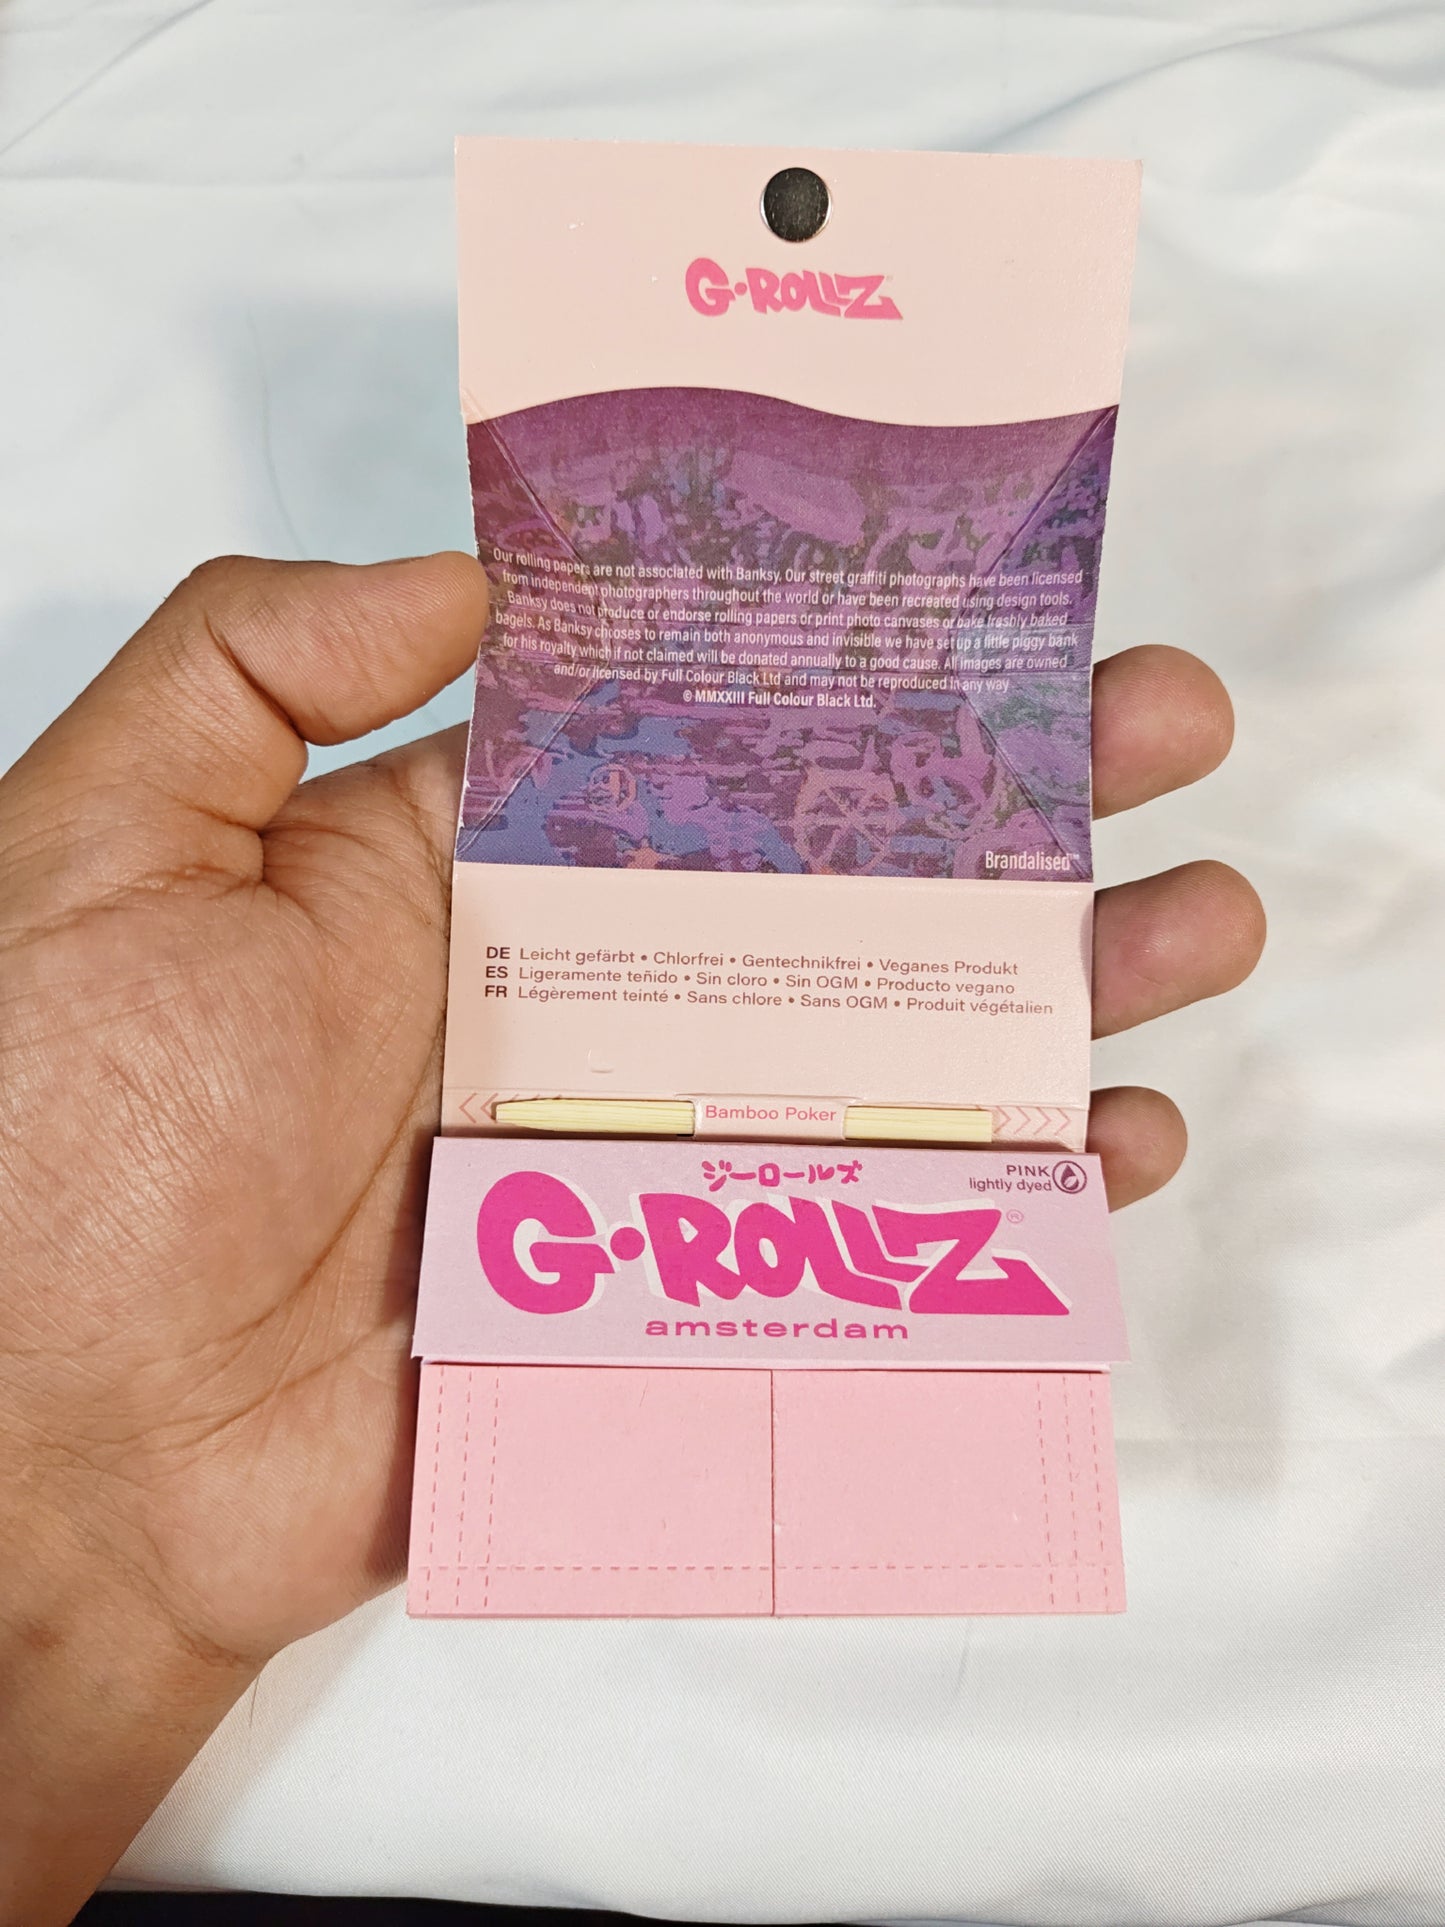 G·ROLLZ™
Our rolling papers are not associated with Banksy. Our street graffiti photographs have been licensed
from independent photographers throughout the world or have been recreated using design tools.
Banksy does not produce or endorse rolling papers or print photo canvases or bake freshly baked
bagels. As Banksy chooses to remain both anonymous and invisible we have set up a little piggy bank
for his royalty which if not claimed will be donated annually to a good cause. All images are owned
and/or licensed by Full Colour Black Ltd and may not be reproduced in any way
© MMXXIII Full Colour Black Ltd.
Brandalised™
DE Leicht gefärbt • Chlorfrei • Gentechnikfrei • Veganes Produkt
ES Ligeramente teñido • Sin cloro • Sin OGM • Producto vegano
FR Légèrement teinté • Sans chlore • Sans OGM • Produit végétalien
Bamboo Poker
ジーロールズ
PINK
lightly dyed
G·ROLLZ®
amsterdam